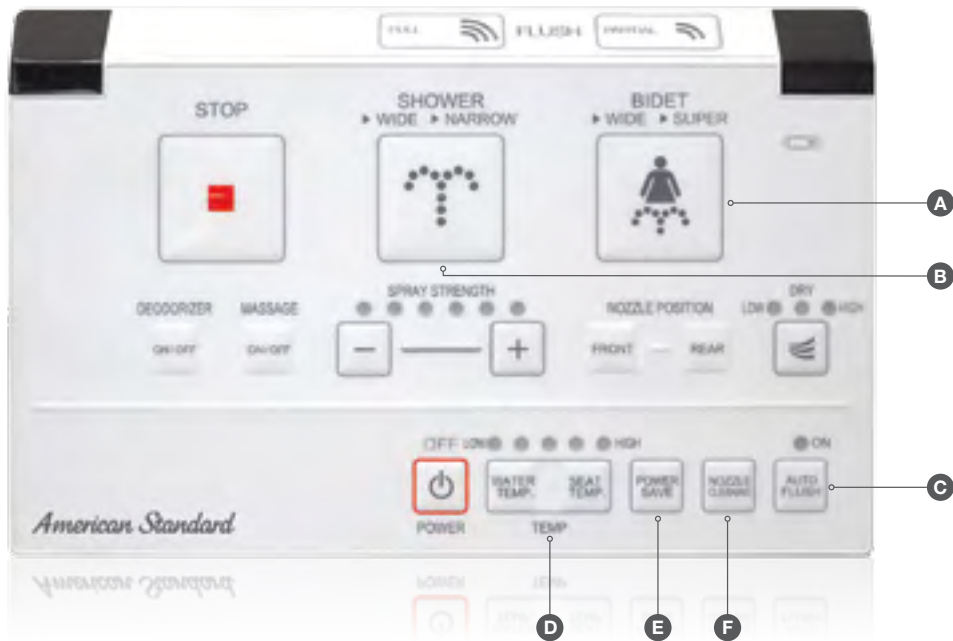 FULL FLUSH PARTIAL
STOP
SHOWER
▶ WIDE ▶ NARROW
BIDET
▶ WIDE ▶ SUPER
A
B
DEODORIZER
MASSAGE
SPRAY STRENGTH
NOZZLE POSITION
DRY
LOW HIGH
ON/OFF
ON/OFF
− +
FRONT — REAR
OFF LOW HIGH
ON
WATER TEMP.
SEAT TEMP.
POWER SAVE
NOZZLE CLEANING
AUTO FLUSH
C
American Standard
POWER
TEMP
D
E
F